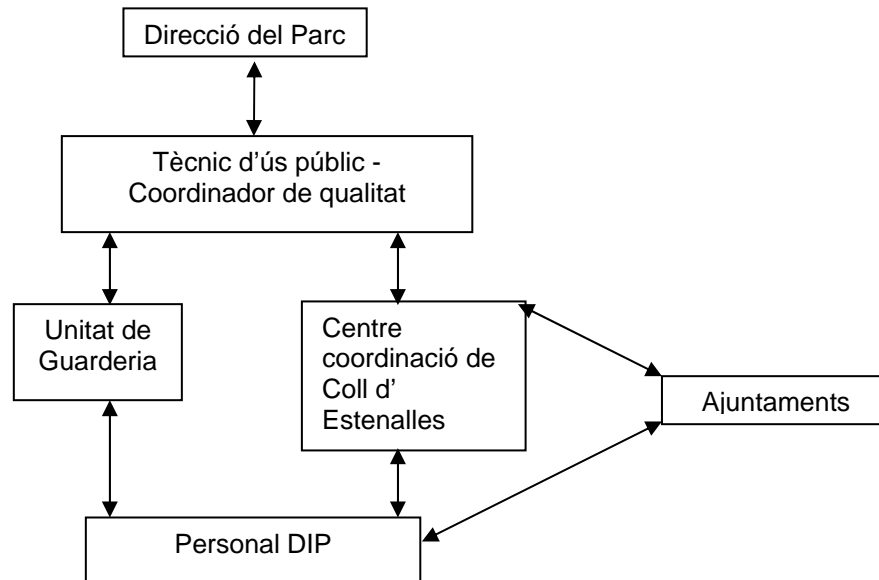 Direcció del Parc
Tècnic d’ús públic -
Coordinador de qualitat
Unitat de
Guarderia
Centre
coordinació de
Coll d’
Estenalles
Ajuntaments
Personal DIP